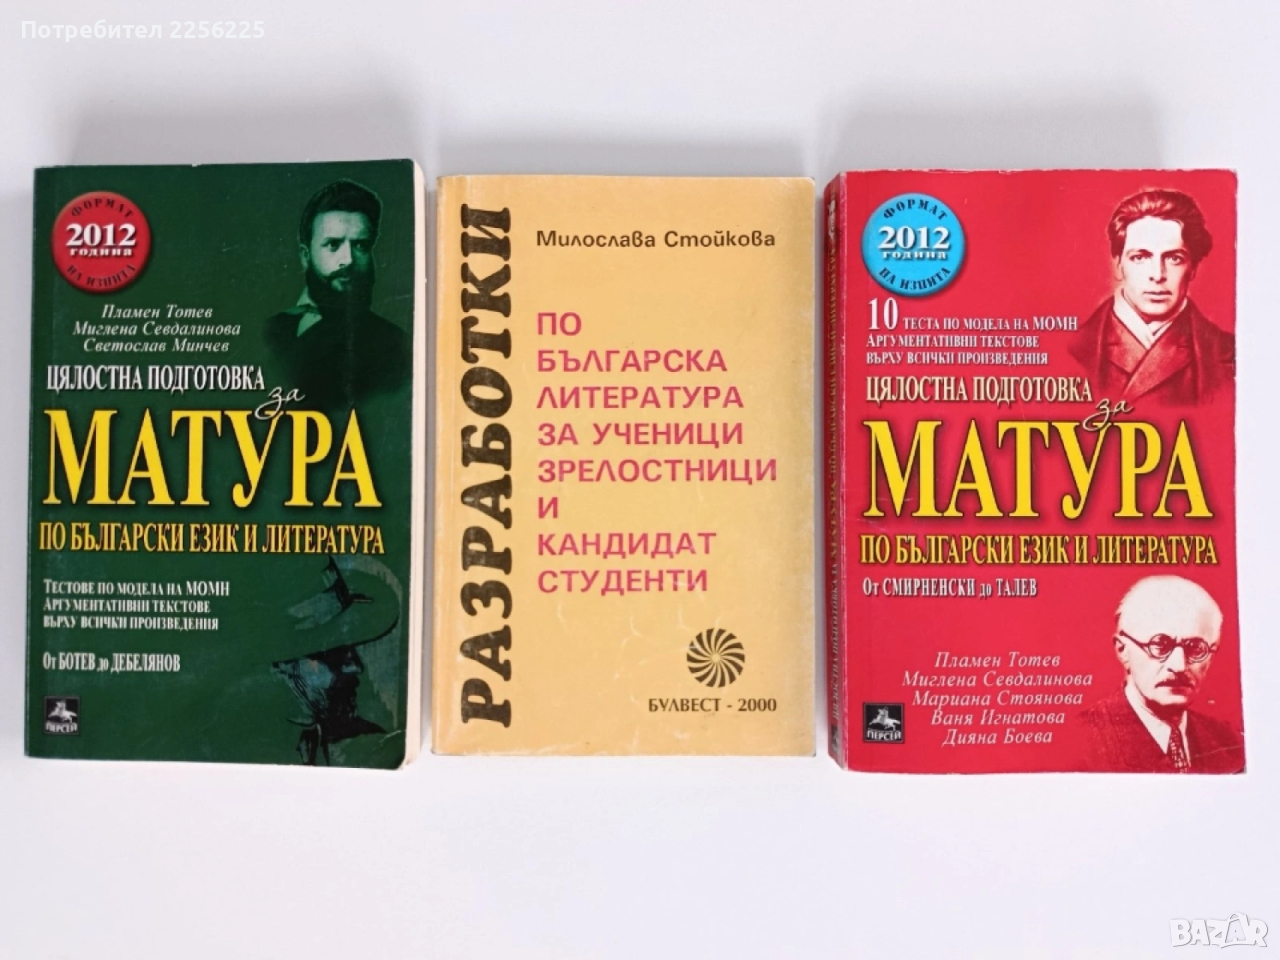 Потребител 2256225
ФОРМАТ
2012
ГОДИНА
НА ИЗПИТА
Пламен Тотев
Миглена Севдалинова
Светослав Минчев
ЦЯЛОСТНА ПОДГОТОВКА
за
МАТУРА
ПО БЪЛГАРСКИ ЕЗИК И ЛИТЕРАТУРА
ТЕСТОВЕ ПО МОДЕЛА НА МОМН
АРГУМЕНТАТИВНИ ТЕКСТОВЕ
ВЪРХУ ВСИЧКИ ПРОИЗВЕДЕНИЯ
От БОТЕВ до ДЕБЕЛЯНОВ
ПЕРСЕЙ
РАЗРАБОТКИ
Милослава Стойкова
ПО
БЪЛГАРСКА
ЛИТЕРАТУРА
ЗА УЧЕНИЦИ
ЗРЕЛОСТНИЦИ
И
КАНДИДАТ
СТУДЕНТИ
БУЛВЕСТ - 2000
ФОРМАТ
2012
ГОДИНА
НА ИЗПИТА
10 ТЕСТА ПО МОДЕЛА НА МОМН
АРГУМЕНТАТИВНИ ТЕКСТОВЕ
ВЪРХУ ВСИЧКИ ПРОИЗВЕДЕНИЯ
ЦЯЛОСТНА ПОДГОТОВКА
за
МАТУРА
ПО БЪЛГАРСКИ ЕЗИК И ЛИТЕРАТУРА
От СМИРНЕНСКИ до ТАЛЕВ
Пламен Тотев
Миглена Севдалинова
Мариана Стоянова
Ваня Игнатова
Дияна Боева
ПЕРСЕЙ
BAZAR